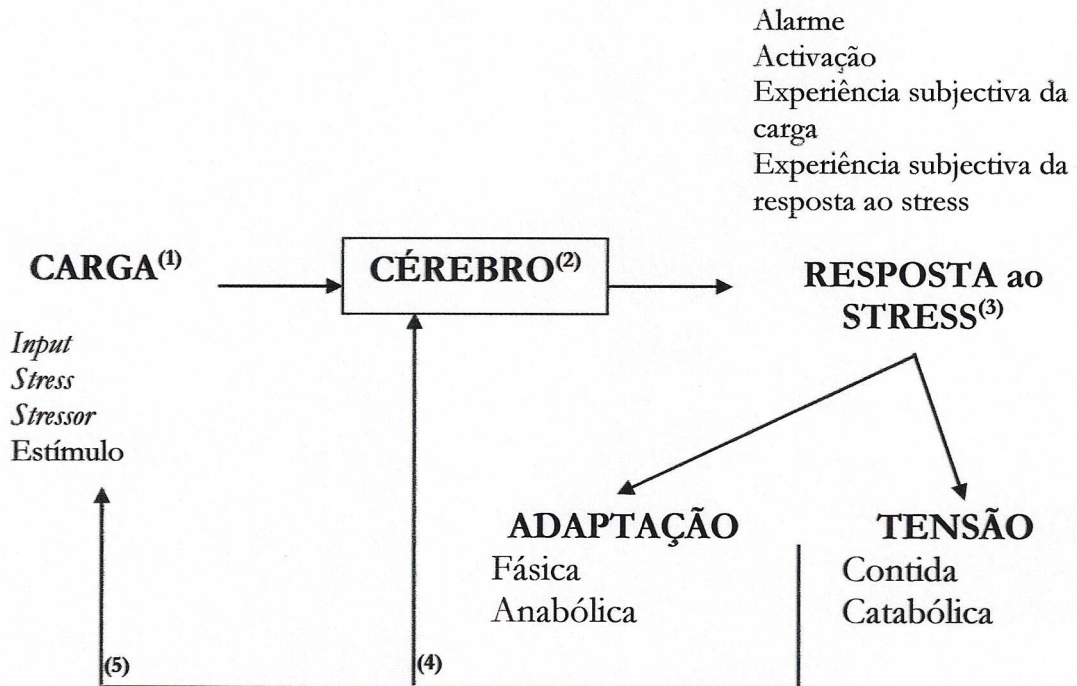 Alarme
Activação
Experiência subjectiva da
carga
Experiência subjectiva da
resposta ao stress
CARGA(1)
CÉREBRO(2)
RESPOSTA ao
STRESS(3)
Input
Stress
Stressor
Estímulo
ADAPTAÇÃO
Fásica
Anabólica
TENSÃO
Contida
Catabólica
(5)
(4)